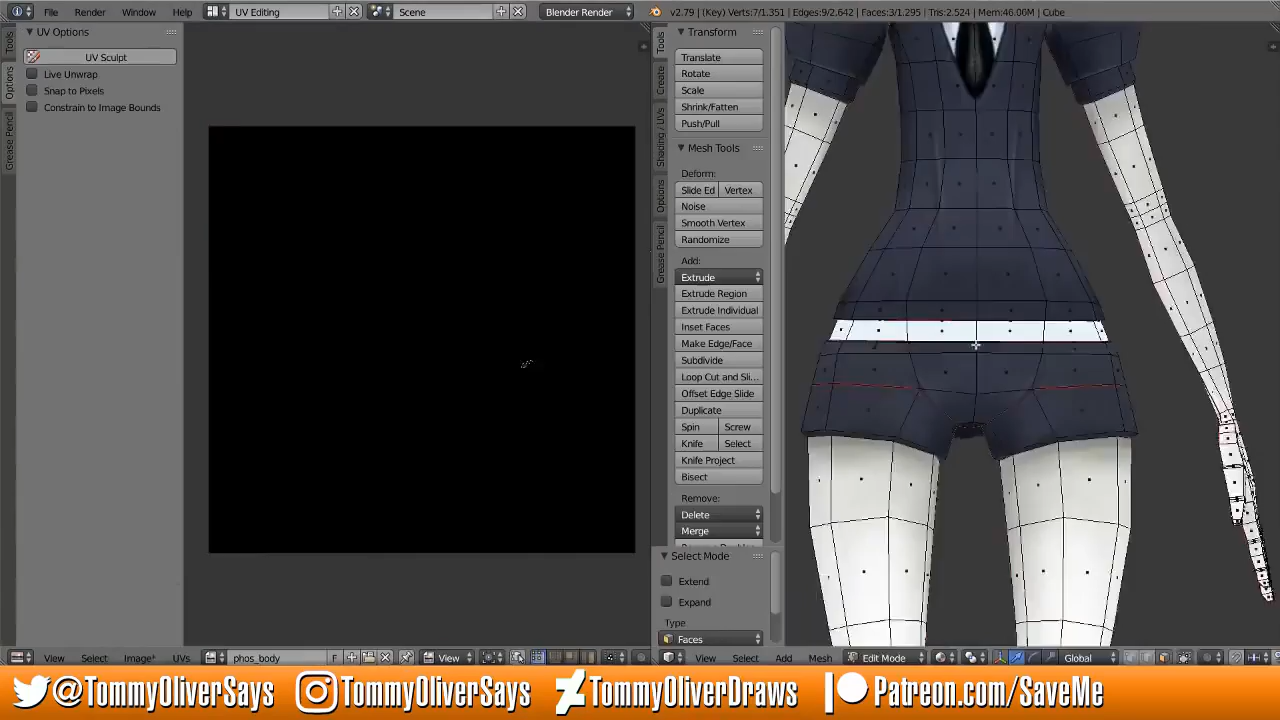 File Render Window Help UV Editing Scene Blender Render v2.79 | (Key) Verts:7/1.351 | Edges:9/2.642 | Faces:3/1.295 | Tris:2.524 | Mem:46.06M | Cube
UV Options
UV Sculpt
Live Unwrap
Snap to Pixels
Constrain to Image Bounds
Tools
Options
Grease Pencil
Tools
Create
Shading / UVs
Options
Grease Pencil
Transform
Translate
Rotate
Scale
Shrink/Fatten
Push/Pull
Mesh Tools
Deform:
Slide Ed Vertex
Noise
Smooth Vertex
Randomize
Add:
Extrude
Extrude Region
Extrude Individual
Inset Faces
Make Edge/Face
Subdivide
Loop Cut and Sli...
Offset Edge Slide
Duplicate
Spin Screw
Knife Select
Knife Project
Bisect
Remove:
Delete
Merge
Select Mode
Extend
Expand
Type
Faces
View Select Image* UVs phos_body F View
View Select Add Mesh Edit Mode Global
@TommyOliverSays TommyOliverSays TommyOliverDraws Patreon.com/SaveMe